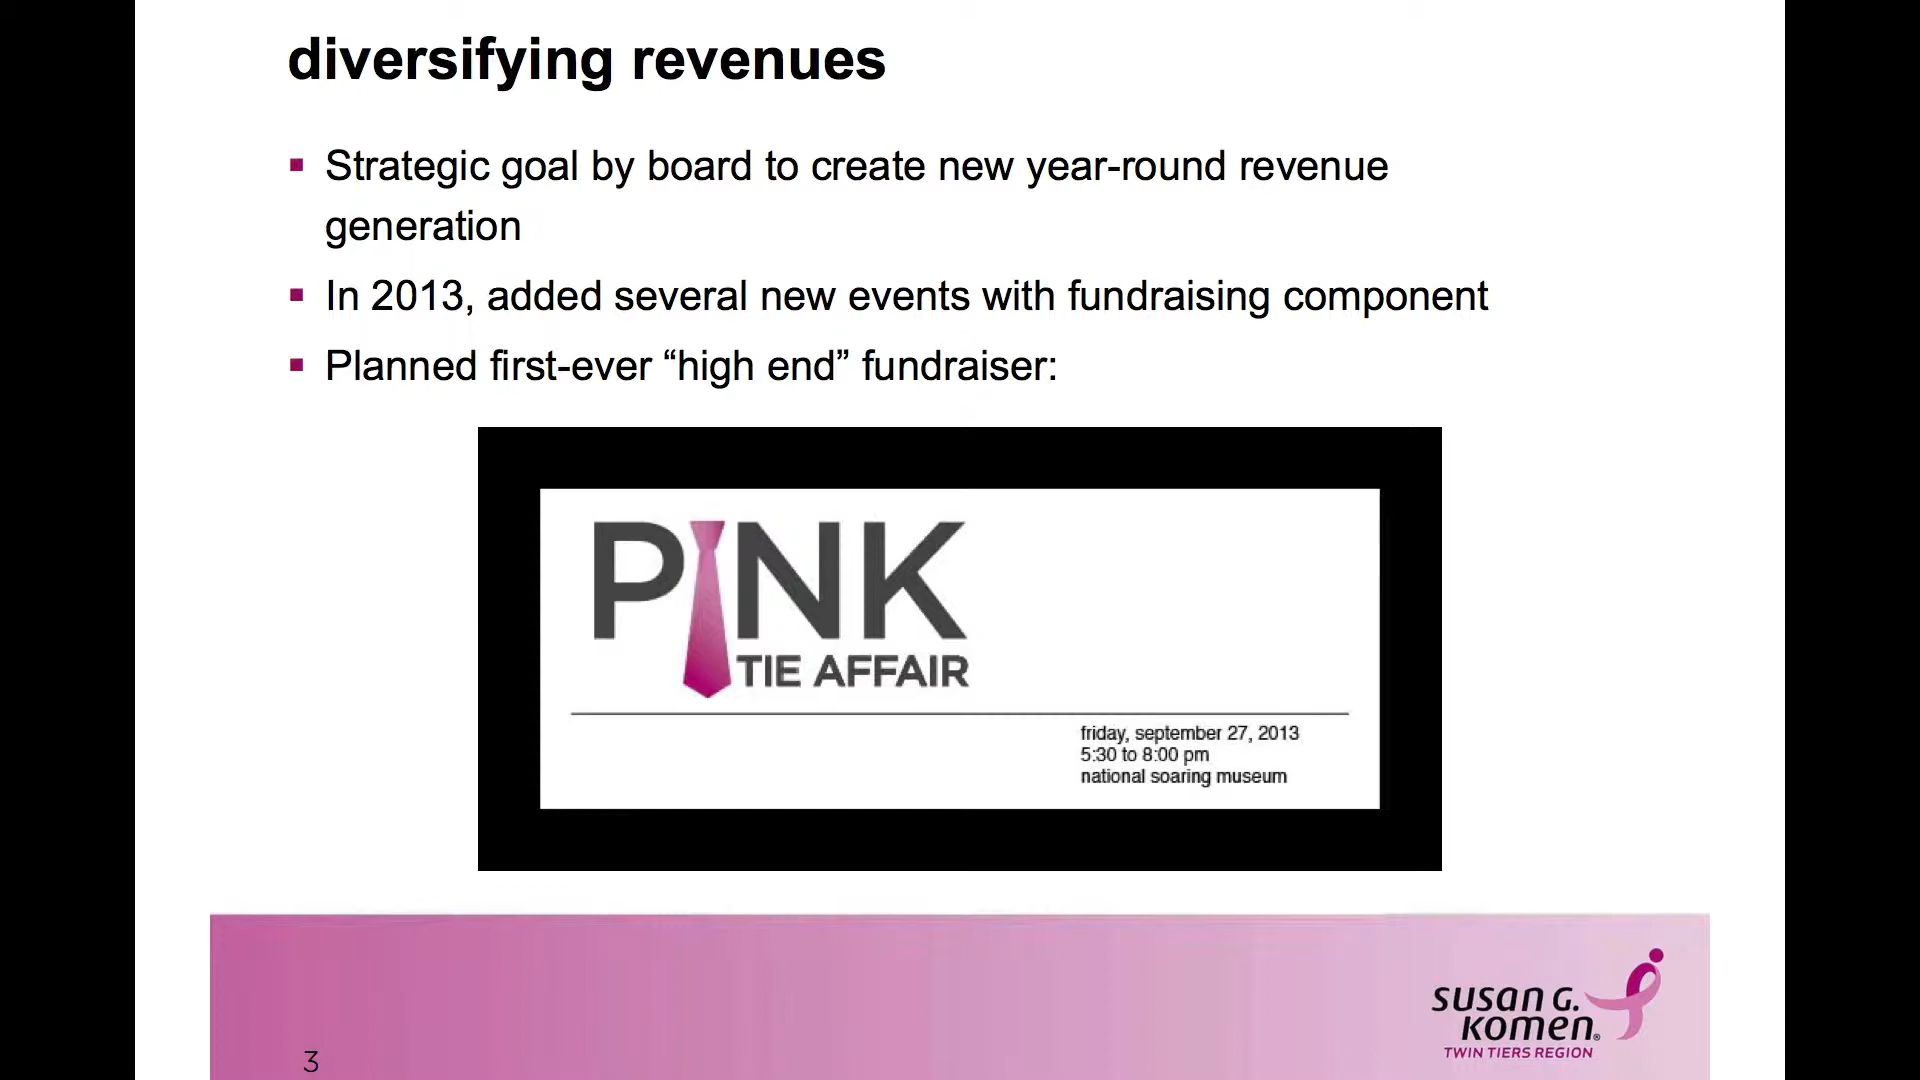 diversifying revenues
Strategic goal by board to create new year-round revenue
generation
In 2013, added several new events with fundraising component
Planned first-ever “high end” fundraiser:
PINK
TIE AFFAIR
friday, september 27, 2013
5:30 to 8:00 pm
national soaring museum
susan G.
komen®
TWIN TIERS REGION
3